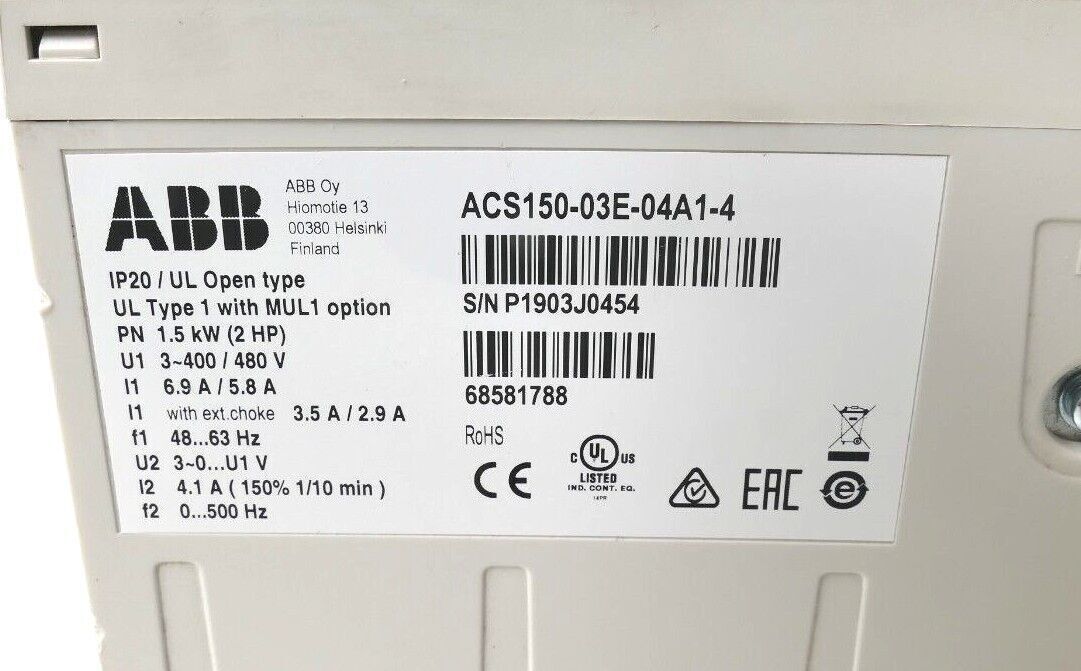 ABB
ABB Oy
Hiomotie 13
00380 Helsinki
Finland
IP20 / UL Open type
UL Type 1 with MUL1 option
PN 1.5 kW (2 HP)
U1 3~400 / 480 V
I1 6.9 A / 5.8 A
I1 with ext.choke 3.5 A / 2.9 A
f1 48...63 Hz
U2 3~0...U1 V
I2 4.1 A ( 150% 1/10 min )
f2 0...500 Hz
ACS150-03E-04A1-4
S/N P1903J0454
68581788
RoHS
CE
C UL US
LISTED
IND. CONT. EQ.
14PR
EAC
e